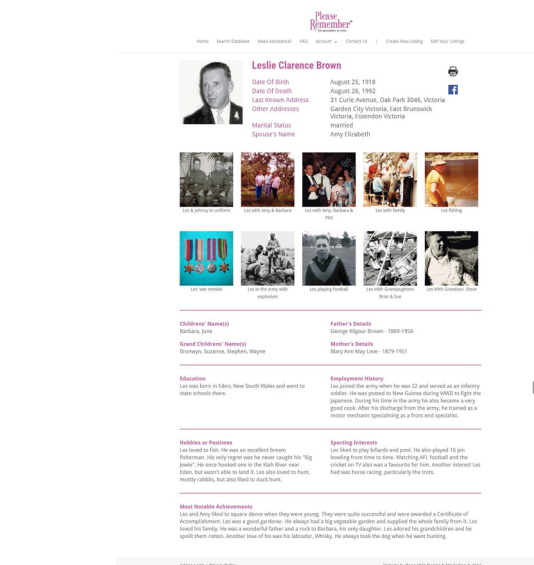 Please
Remember
Home Search Database Need Assistance? FAQ Account Contact Us | Create New Listing Edit Your Listings
Leslie Clarence Brown
Date Of Birth August 25, 1918
Date Of Death August 26, 1992
Last Known Address 31 Curie Avenue, Oak Park 3046, Victoria
Other Addresses Garden City Victoria, East Brunswick
Victoria, Essendon Victoria
Marital Status married
Spouse's Name Amy Elizabeth
Les & Johnny in uniform Les with Amy & Barbara Les with Amy, Barbara & Les with family Les fishing
Phil
Les' war medals Les in the army with Les playing football Les With Grandaughters Les With Grandson, Steve
explosives Bron & Sue
Childrens' Name(s)
Barbara, June
Father's Details
George Kilgour Brown - 1869-1950
Grand Childrens' Name(s)
Bronwyn, Suzanne, Stephen, Wayne
Mother's Details
Mary Ann May Love - 1879-1951
Education
Les was born in Eden, New South Wales and went to
state schools there.
Employment History
Les joined the army when he was 22 and served as an infantry
soldier. He was posted to New Guinea during WWII to fight the
Japanese. During his time in the army he also became a very
good cook. After his discharge from the army, he trained as a
motor mechanic specialising as a front end specialist.
Hobbies or Pastimes
Les loved to fish. He was an excellent bream
fisherman. His only regret was he never caught his "Big
Jewie". He once hooked one in the Kiah River near
Eden, but wasn't able to land it. Les also loved to hunt,
mostly rabbits, but also liked to duck hunt.
Sporting Interests
Les liked to play billards and pool. He also played 10 pin
bowling from time to time. Watching AFL football and the
cricket on TV also was a favourite for him. Another interest Les
had was horse racing, particularly the trots.
Most Notable Achievements
Les and Amy liked to square dance when they were young. They were quite successful and were awarded a Certificate of
Accomplishment. Les was a good gardener. He always had a big vegetable garden and supplied the whole family from it. Les
loved his family. He was a wonderful father and a rock to Barbara, his only daughter. Les adored his grandchildren and he
spoilt them rotten. Another love of his was his labrador, Whisky. He always took the dog when he went hunting.